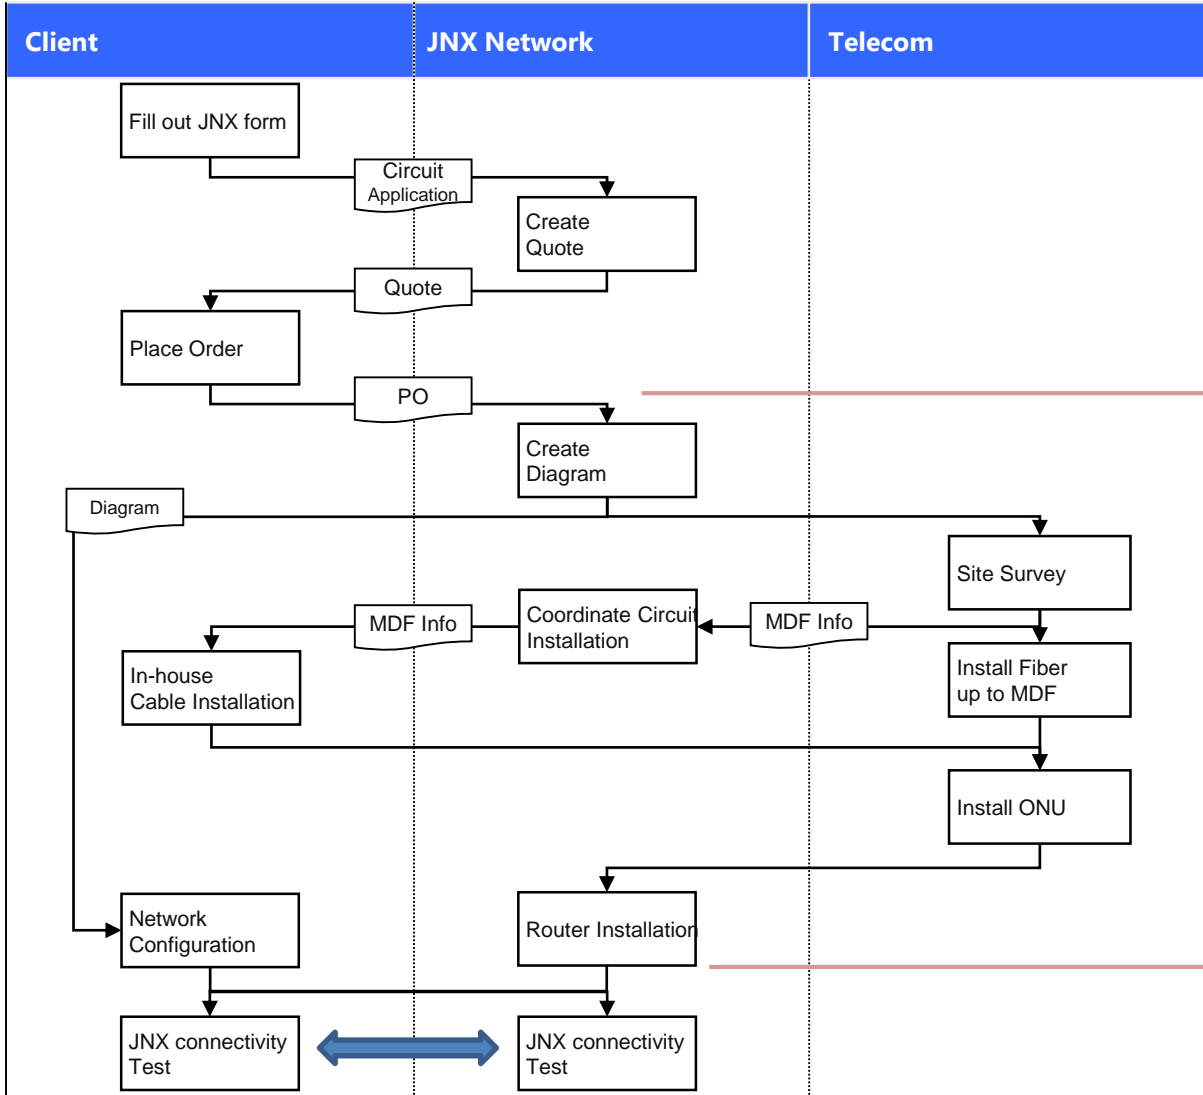 Client
JNX Network
Telecom
Fill out JNX form
Circuit
Application
Create
Quote
Quote
Place Order
PO
Create
Diagram
Diagram
Site Survey
MDF Info
Coordinate Circuit
Installation
MDF Info
In-house
Cable Installation
Install Fiber
up to MDF
Install ONU
Network
Configuration
Router Installation
JNX connectivity
Test
JNX connectivity
Test